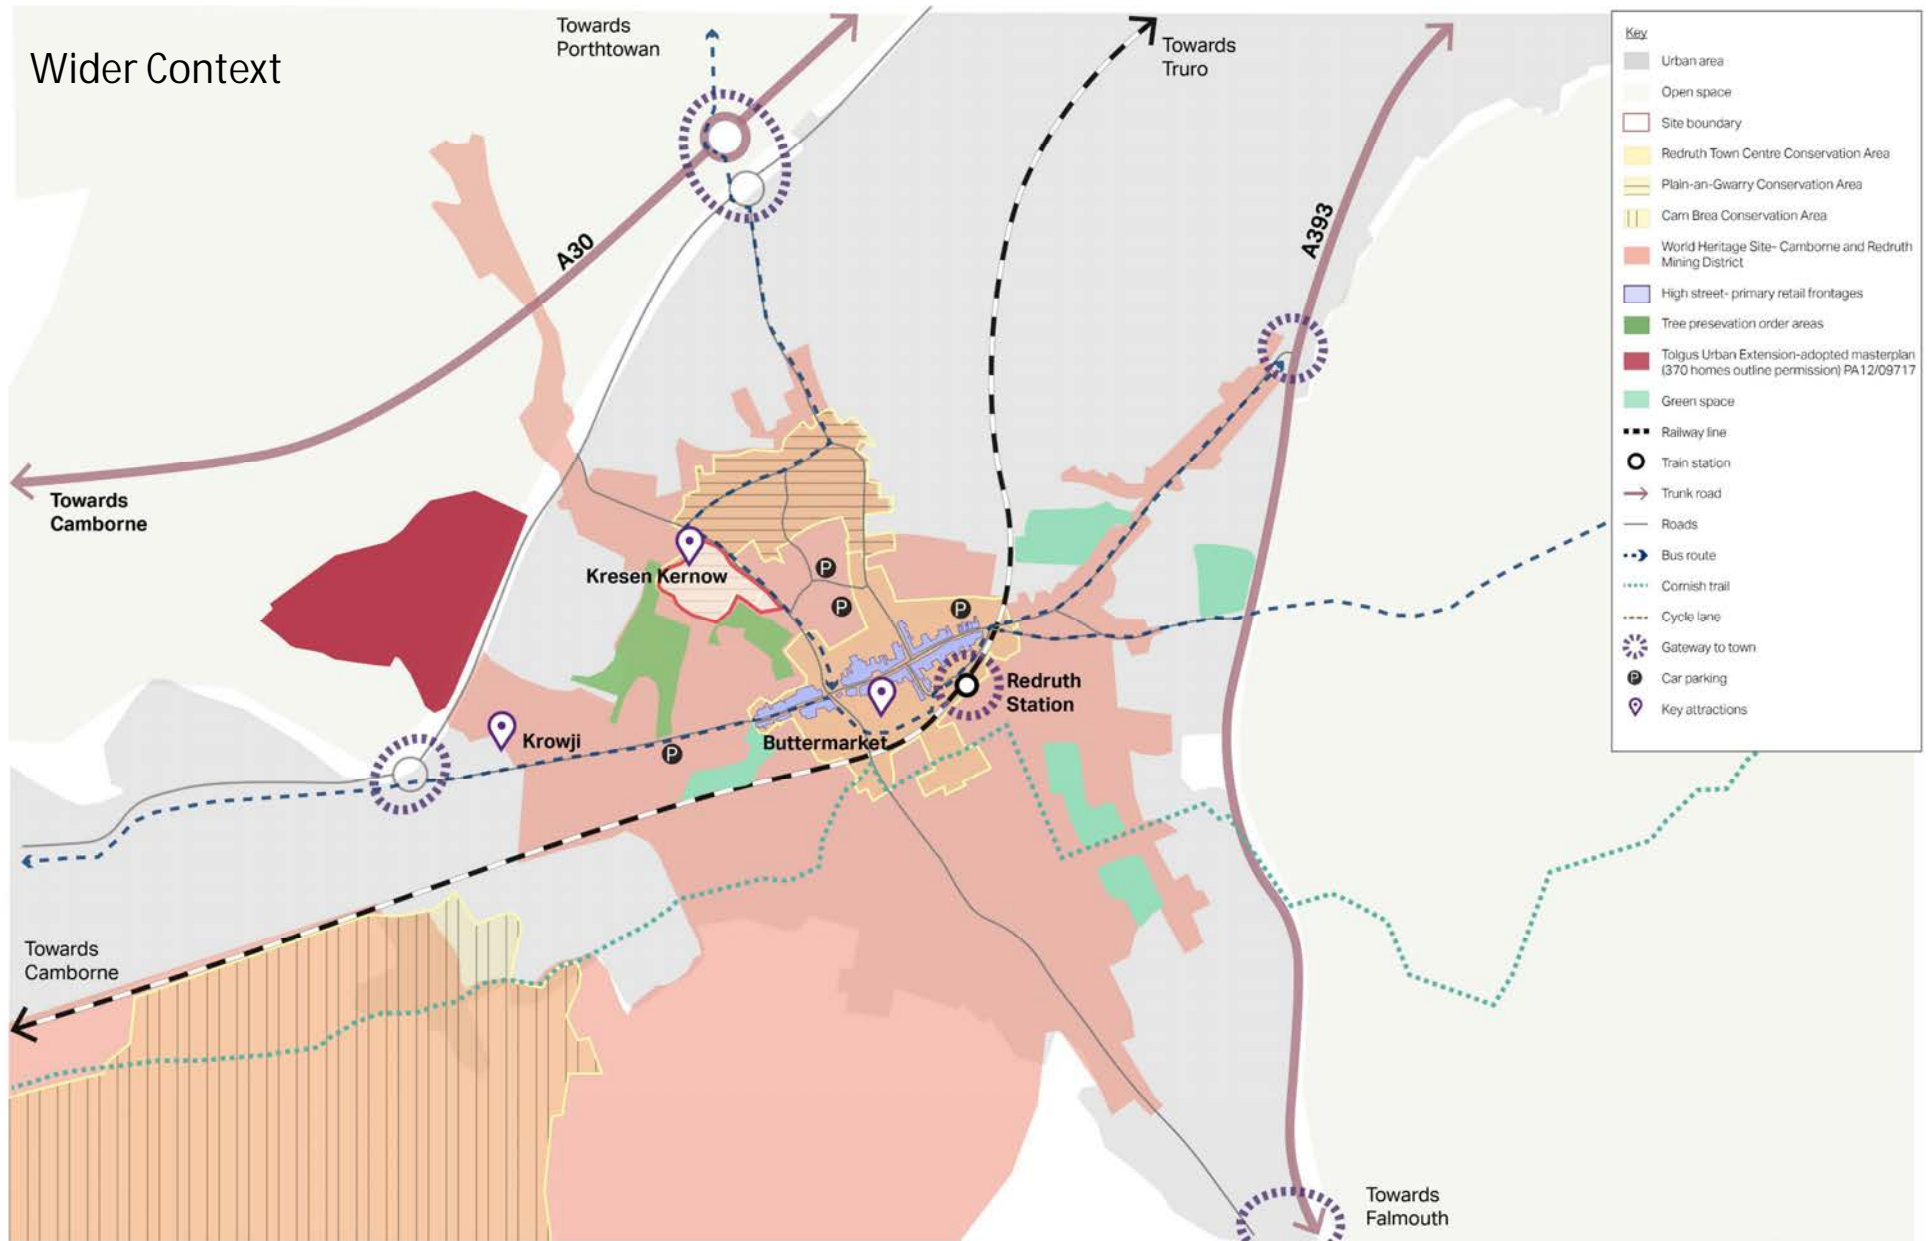 Wider Context
Towards
Porthtowan
Towards
Truro
A30
A393
Towards
Camborne
Kresen Kernow
P
P
P
Redruth
Station
Krowji
P
Buttermarket
Towards
Camborne
Towards
Falmouth
Key
Urban area
Open space
Site boundary
Redruth Town Centre Conservation Area
Plain-an-Gwarry Conservation Area
Carn Brea Conservation Area
World Heritage Site- Camborne and Redruth
Mining District
High street- primary retail frontages
Tree presevation order areas
Tolgus Urban Extension-adopted masterplan
(370 homes outline permission) PA12/09717
Green space
Railway line
Train station
Trunk road
Roads
Bus route
Cornish trail
Cycle lane
Gateway to town
P Car parking
Key attractions